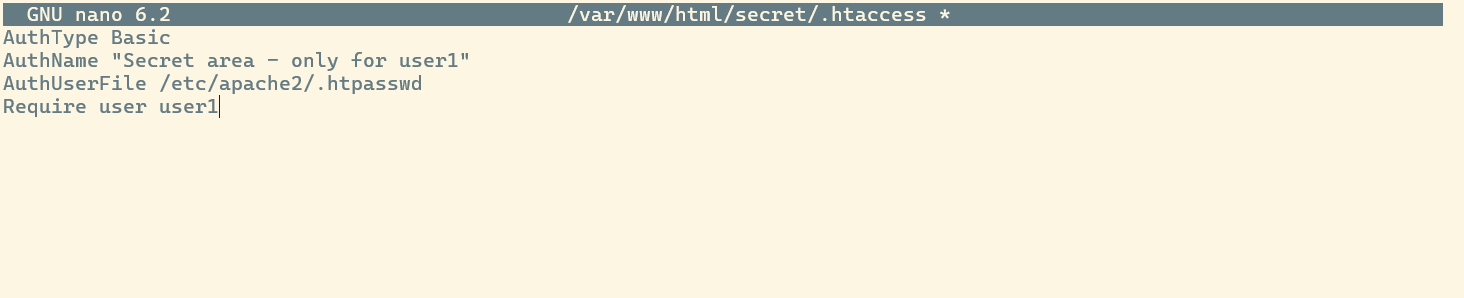 GNU nano 6.2 /var/www/html/secret/.htaccess *
AuthType Basic
AuthName "Secret area - only for user1"
AuthUserFile /etc/apache2/.htpasswd
Require user user1